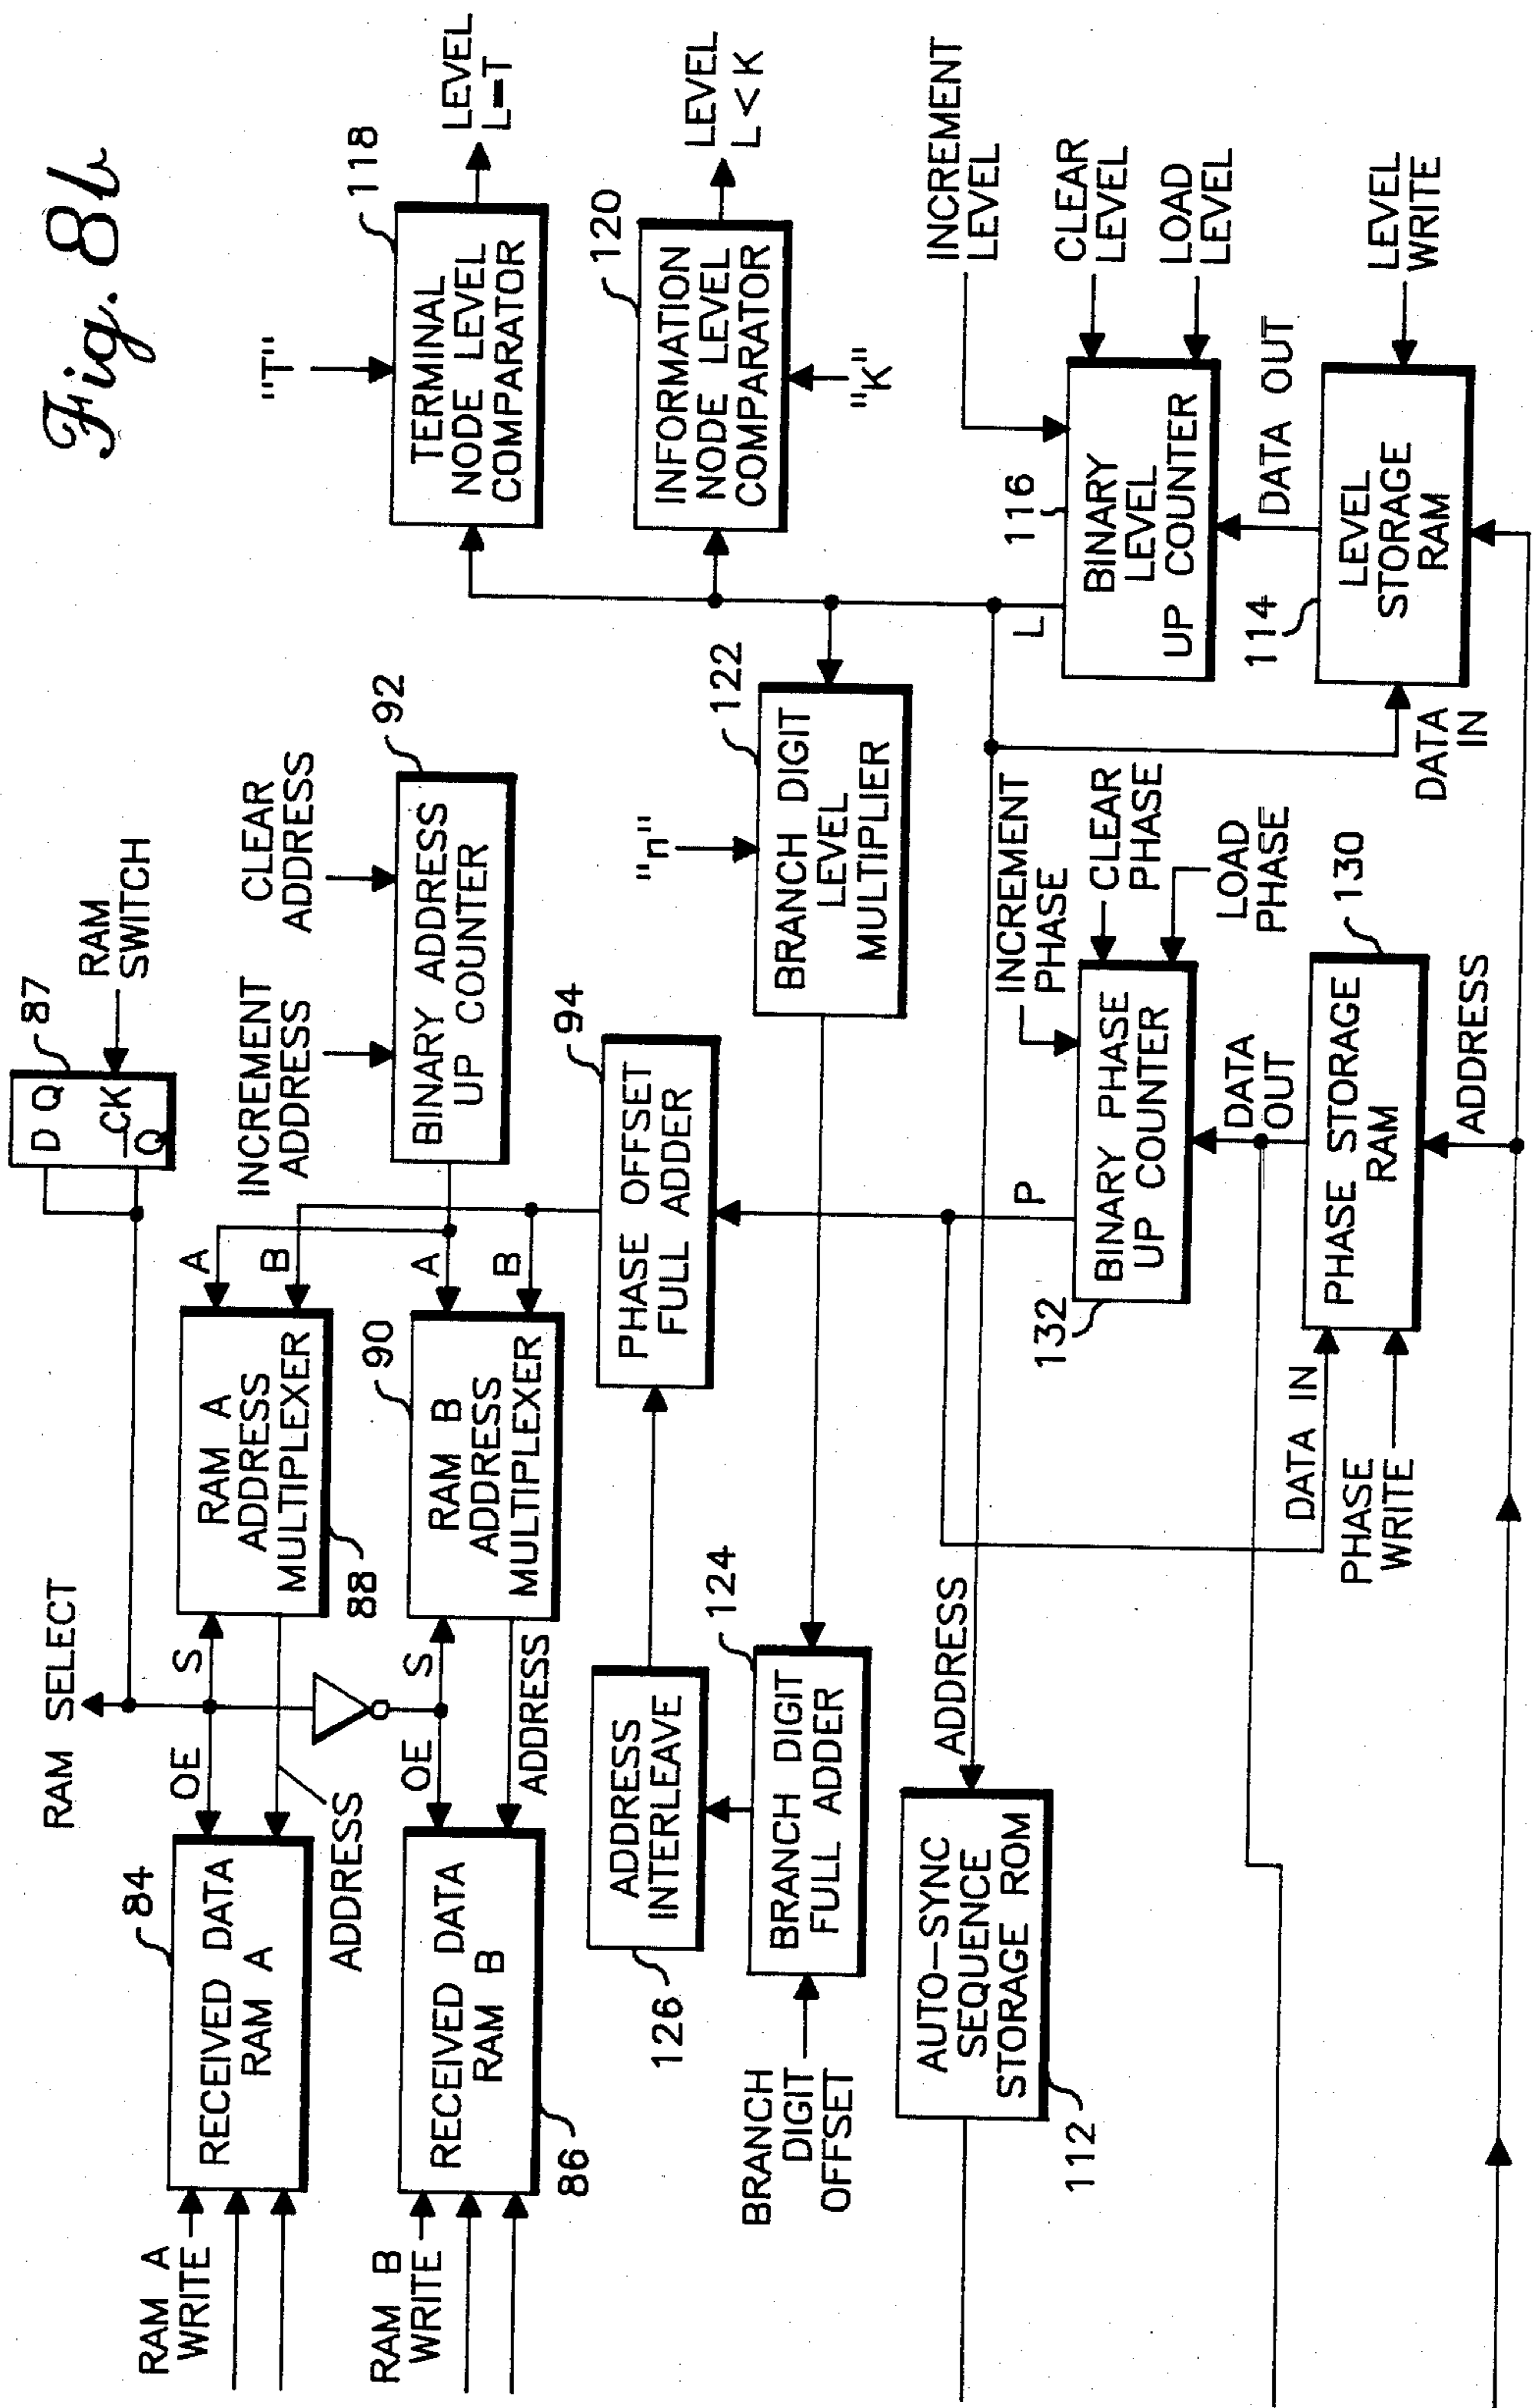 Fig. 8b
RAM A
WRITE
84
RECEIVED DATA
RAM A
ADDRESS
OE
S
RAM SELECT
RAM A
ADDRESS
MULTIPLEXER
88
A
B
D Q
CK
Q
87
RAM
SWITCH
RAM B
WRITE
RECEIVED DATA
RAM B
86
OE
S
ADDRESS
90
RAM B
ADDRESS
MULTIPLEXER
A
B
INCREMENT
ADDRESS
CLEAR
ADDRESS
92
BINARY ADDRESS
UP COUNTER
"T"
118
TERMINAL
NODE LEVEL
COMPARATOR
LEVEL
L=T
126
ADDRESS
INTERLEAVE
94
PHASE OFFSET
FULL ADDER
120
INFORMATION
NODE LEVEL
COMPARATOR
"K"
LEVEL
L<K
BRANCH
DIGIT
OFFSET
124
BRANCH DIGIT
FULL ADDER
"n"
122
BRANCH DIGIT
LEVEL
MULTIPLIER
AUTO-SYNC
SEQUENCE
STORAGE ROM
112
ADDRESS
P
L
132
BINARY PHASE
UP COUNTER
INCREMENT
PHASE
CLEAR
PHASE
LOAD
PHASE
116
BINARY
LEVEL
UP COUNTER
INCREMENT
LEVEL
CLEAR
LEVEL
LOAD
LEVEL
DATA IN
PHASE
WRITE
DATA
OUT
PHASE STORAGE
RAM
130
ADDRESS
DATA
IN
114
DATA OUT
LEVEL
STORAGE
RAM
LEVEL
WRITE